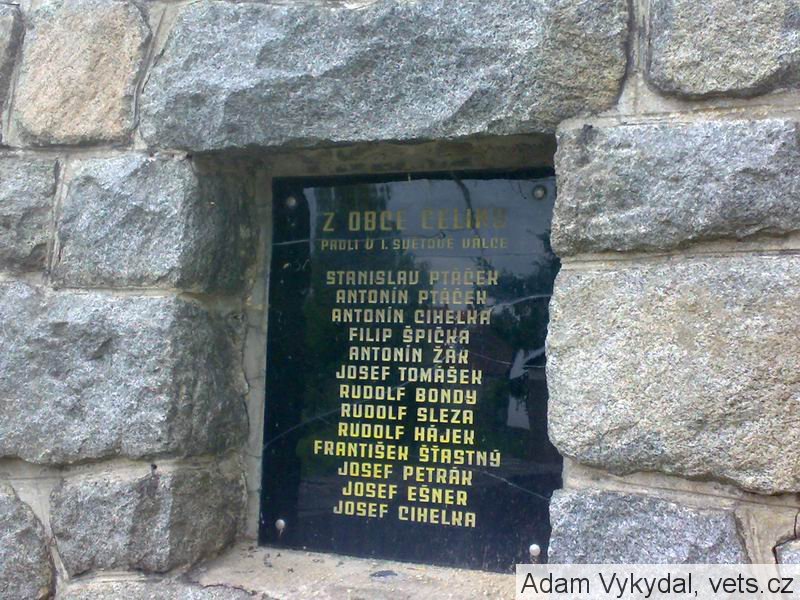 Z OBCE CELIKU
PADLI V I. SVĚTOVÉ VÁLCE
STANISLAV PTÁČEK
ANTONÍN PTÁČEK
ANTONÍN CIHELKA
FILIP ŠPIČKA
ANTONÍN ŽÁK
JOSEF TOMÁŠEK
RUDOLF BONDY
RUDOLF SLEZA
RUDOLF HÁJEK
FRANTIŠEK ŠŤASTNÝ
JOSEF PETRÁK
JOSEF EŠNER
JOSEF CIHELKA
Adam Vykydal, vets.cz